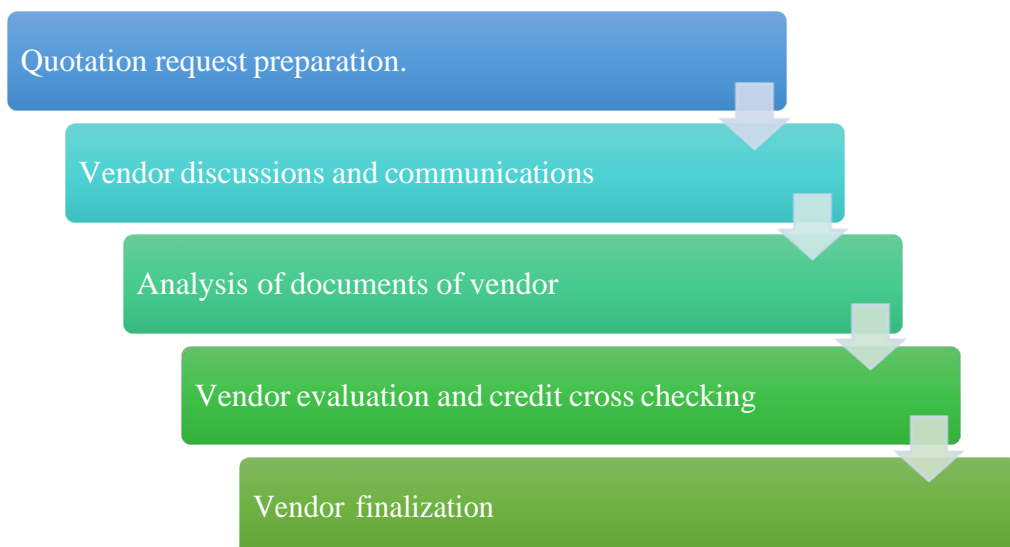 Quotation request preparation.
Vendor discussions and communications
Analysis of documents of vendor
Vendor evaluation and credit cross checking
Vendor finalization